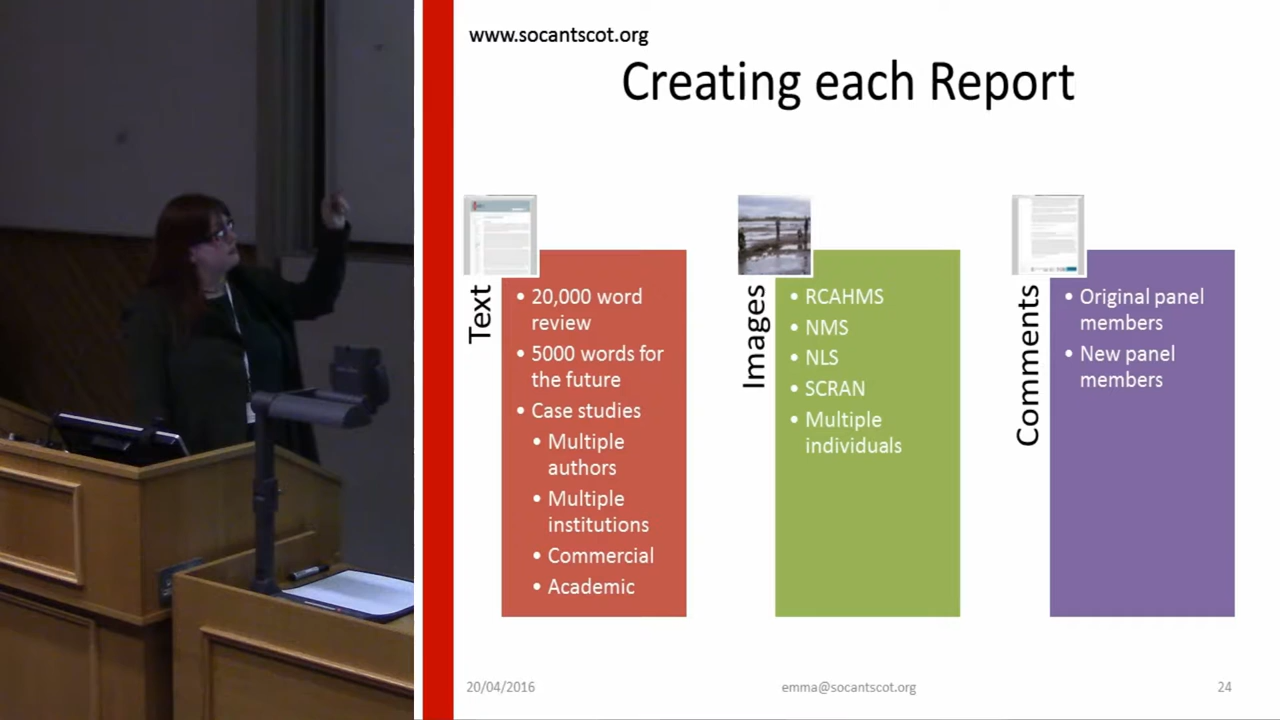 www.socantscot.org
Creating each Report
Text
• 20,000 word
review
• 5000 words for
the future
• Case studies
• Multiple
authors
• Multiple
institutions
• Commercial
• Academic
Images
• RCAHMS
• NMS
• NLS
• SCRAN
• Multiple
individuals
Comments
• Original panel
members
• New panel
members
20/04/2016
emma@socantscot.org
24